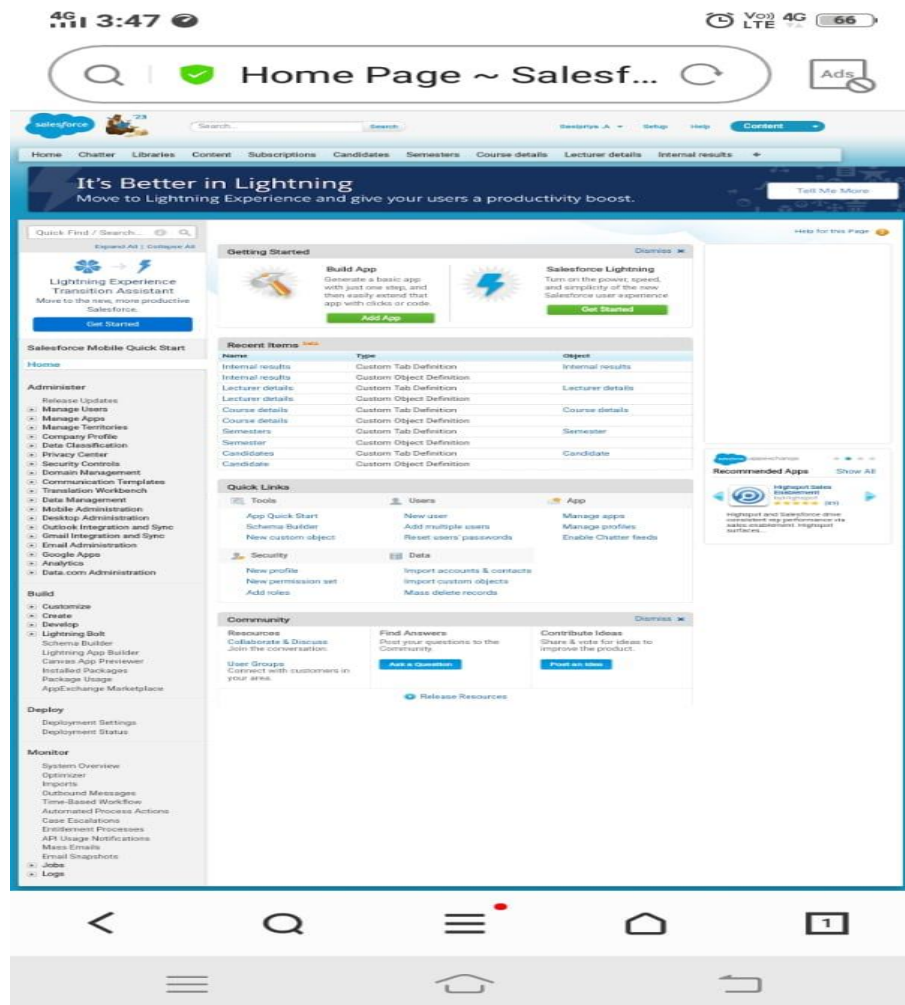 4G 3:47 Vo)) LTE 4G 66
Home Page ~ Salesf... Ads
salesforce '23 Search... Search Setup Help Content
Home Chatter Libraries Content Subscriptions Candidates Semesters Course details Lecturer details Internal results +
It's Better in Lightning
Move to Lightning Experience and give your users a productivity boost.
Tell Me More
Quick Find / Search...
Expand All | Collapse All
Lightning Experience
Transition Assistant
Move to the new, more productive
Salesforce.
Get Started
Salesforce Mobile Quick Start
Home
Administer
Release Updates
Manage Users
Manage Apps
Manage Territories
Company Profile
Data Classification
Privacy Center
Security Controls
Domain Management
Communication Templates
Translation Workbench
Data Management
Mobile Administration
Desktop Administration
Outlook Integration and Sync
Gmail Integration and Sync
Email Administration
Google Apps
Analytics
Data.com Administration
Build
Customize
Create
Develop
Lightning Bolt
Schema Builder
Lightning App Builder
Canvas App Previewer
Installed Packages
Package Usage
AppExchange Marketplace
Deploy
Deployment Settings
Deployment Status
Monitor
System Overview
Optimizer
Imports
Outbound Messages
Time-Based Workflow
Automated Process Actions
Case Escalations
Entitlement Processes
API Usage Notifications
Mass Emails
Email Snapshots
Jobs
Logs
Help for this Page
Getting Started Dismiss
Build App
Generate a basic app
with just one step, and
then easily extend that
app with clicks or code.
Add App
Salesforce Lightning
Turn on the power, speed,
and simplicity of the new
Salesforce user experience
Get Started
Recent Items beta
Name Type Object
Internal results Custom Tab Definition Internal results
Internal results Custom Object Definition
Lecturer details Custom Tab Definition Lecturer details
Lecturer details Custom Object Definition
Course details Custom Tab Definition Course details
Course details Custom Object Definition
Semesters Custom Tab Definition Semester
Semester Custom Object Definition
Candidates Custom Tab Definition Candidate
Candidate Custom Object Definition
Quick Links
Tools Users App
App Quick Start New user Manage apps
Schema Builder Add multiple users Manage profiles
New custom object Reset users' passwords Enable Chatter feeds
Security Data
New profile Import accounts & contacts
New permission set Import custom objects
Add roles Mass delete records
Community Dismiss
Resources
Collaborate & Discuss
Join the conversation.
User Groups
Connect with customers in
your area.
Find Answers
Post your questions to the
Community.
Ask a Question
Contribute Ideas
Share & vote for ideas to
improve the product.
Post an Idea
Release Resources
salesforce appexchange
Recommended Apps Show All
Highspot Sales
Enablement
Highspot and Salesforce drive
consistent rep performance via
sales enablement. Highspot
surfaces...
1